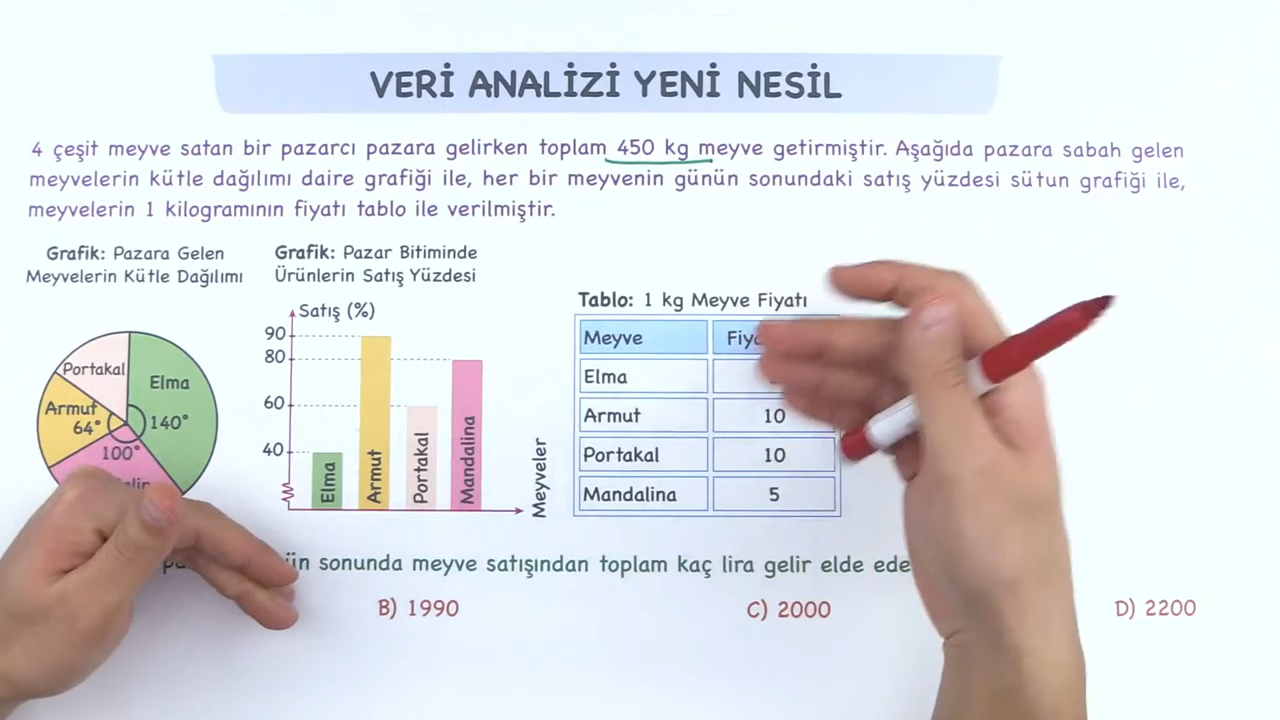 VERİ ANALİZİ YENİ NESİL
4 çeşit meyve satan bir pazarcı pazara gelirken toplam 450 kg meyve getirmiştir. Aşağıda pazara sabah gelen
meyvelerin kütle dağılımı daire grafiği ile, her bir meyvenin günün sonundaki satış yüzdesi sütun grafiği ile,
meyvelerin 1 kilogramının fiyatı tablo ile verilmiştir.
Grafik: Pazara Gelen
Meyvelerin Kütle Dağılımı
Portakal
Elma
Armut
64°
140°
100°
Grafik: Pazar Bitiminde
Ürünlerin Satış Yüzdesi
Satış (%)
90
80
60
40
Elma
Armut
Portakal
Mandalina
Meyveler
Tablo: 1 kg Meyve Fiyatı
Meyve
Elma
Armut 10
Portakal 10
Mandalina 5
sonunda meyve satışından toplam kaç lira gelir elde
B) 1990
C) 2000
D) 2200